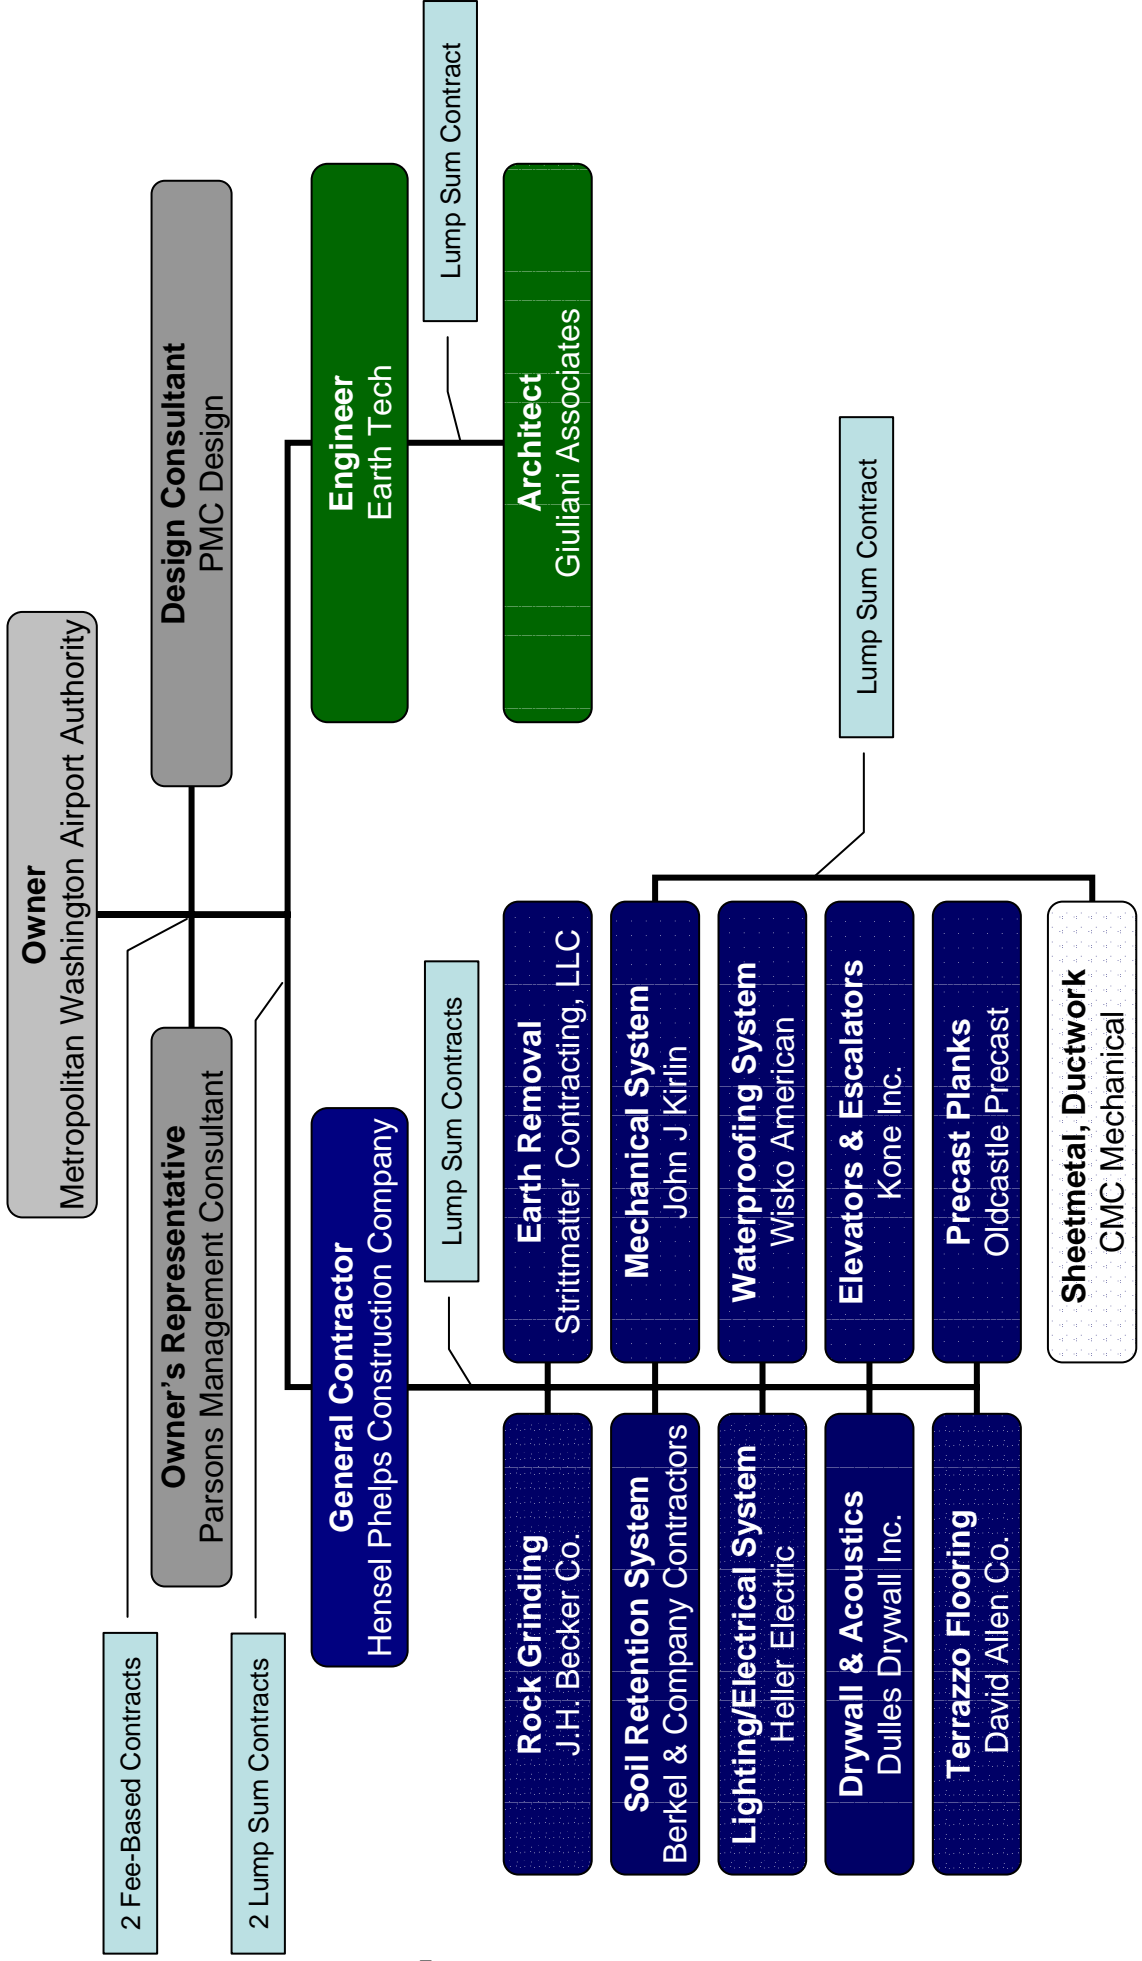 Owner
Metropolitan Washington Airport Authority
2 Fee-Based Contracts
Owner's Representative
Parsons Management Consultant
Design Consultant
PMC Design
2 Lump Sum Contracts
General Contractor
Hensel Phelps Construction Company
Engineer
Earth Tech
Lump Sum Contracts
Lump Sum Contract
Rock Grinding
J.H. Becker Co.
Earth Removal
Strittmatter Contracting, LLC
Architect
Giuliani Associates
Soil Retention System
Berkel & Company Contractors
Mechanical System
John J Kirlin
Lighting/Electrical System
Heller Electric
Waterproofing System
Wisko American
Drywall & Acoustics
Dulles Drywall Inc.
Elevators & Escalators
Kone Inc.
Lump Sum Contract
Terrazzo Flooring
David Allen Co.
Precast Planks
Oldcastle Precast
Sheetmetal, Ductwork
CMC Mechanical